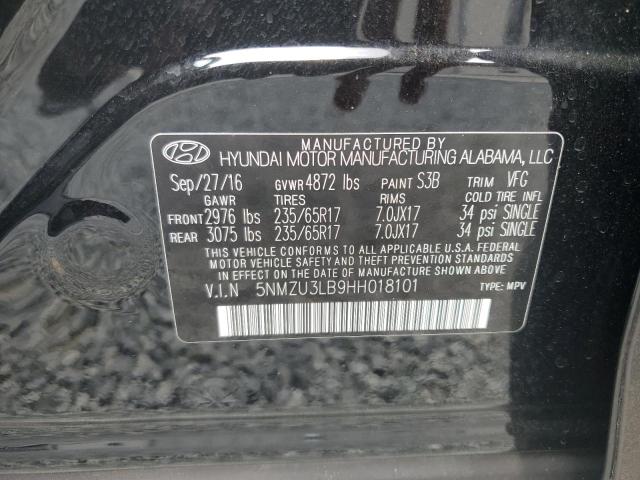 MANUFACTURED BY
HYUNDAI MOTOR MANUFACTURING ALABAMA, LLC
Sep/27/16 GVWR 4872 lbs PAINT S3B TRIM VFG
GAWR TIRES RIMS COLD TIRE INFL
FRONT 2976 lbs 235/65R17 7.0JX17 34 psi SINGLE
REAR 3075 lbs 235/65R17 7.0JX17 34 psi SINGLE
THIS VEHICLE CONFORMS TO ALL APPLICABLE U.S.A. FEDERAL
MOTOR VEHICLE SAFETY AND THEFT PREVENTION STANDARDS
IN EFFECT ON THE DATE OF MANUFACTURE SHOWN ABOVE.
V.I.N 5NMZU3LB9HH018101 TYPE: MPV